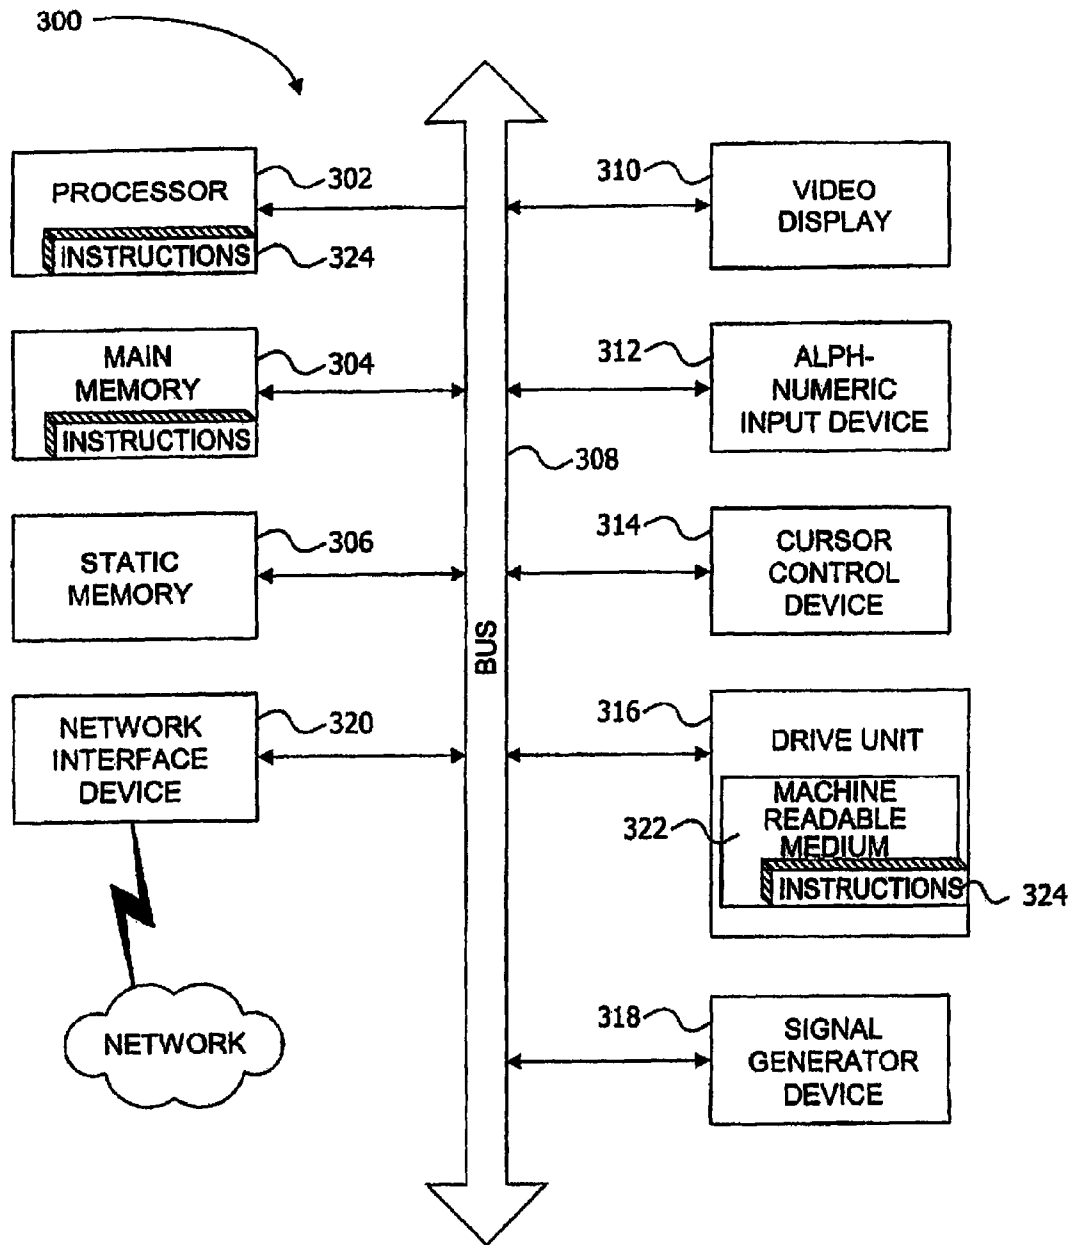 300
PROCESSOR
302
INSTRUCTIONS
324
MAIN
MEMORY
304
INSTRUCTIONS
STATIC
MEMORY
306
NETWORK
INTERFACE
DEVICE
320
NETWORK
BUS
308
310
VIDEO
DISPLAY
312
ALPH-
NUMERIC
INPUT DEVICE
314
CURSOR
CONTROL
DEVICE
316
DRIVE UNIT
322
MACHINE
READABLE
MEDIUM
INSTRUCTIONS
324
318
SIGNAL
GENERATOR
DEVICE